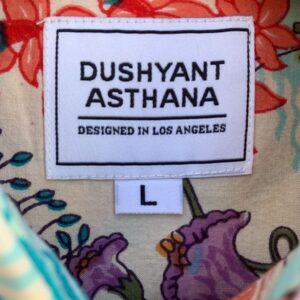 DUSHYANT
ASTHANA
DESIGNED IN LOS ANGELES
L